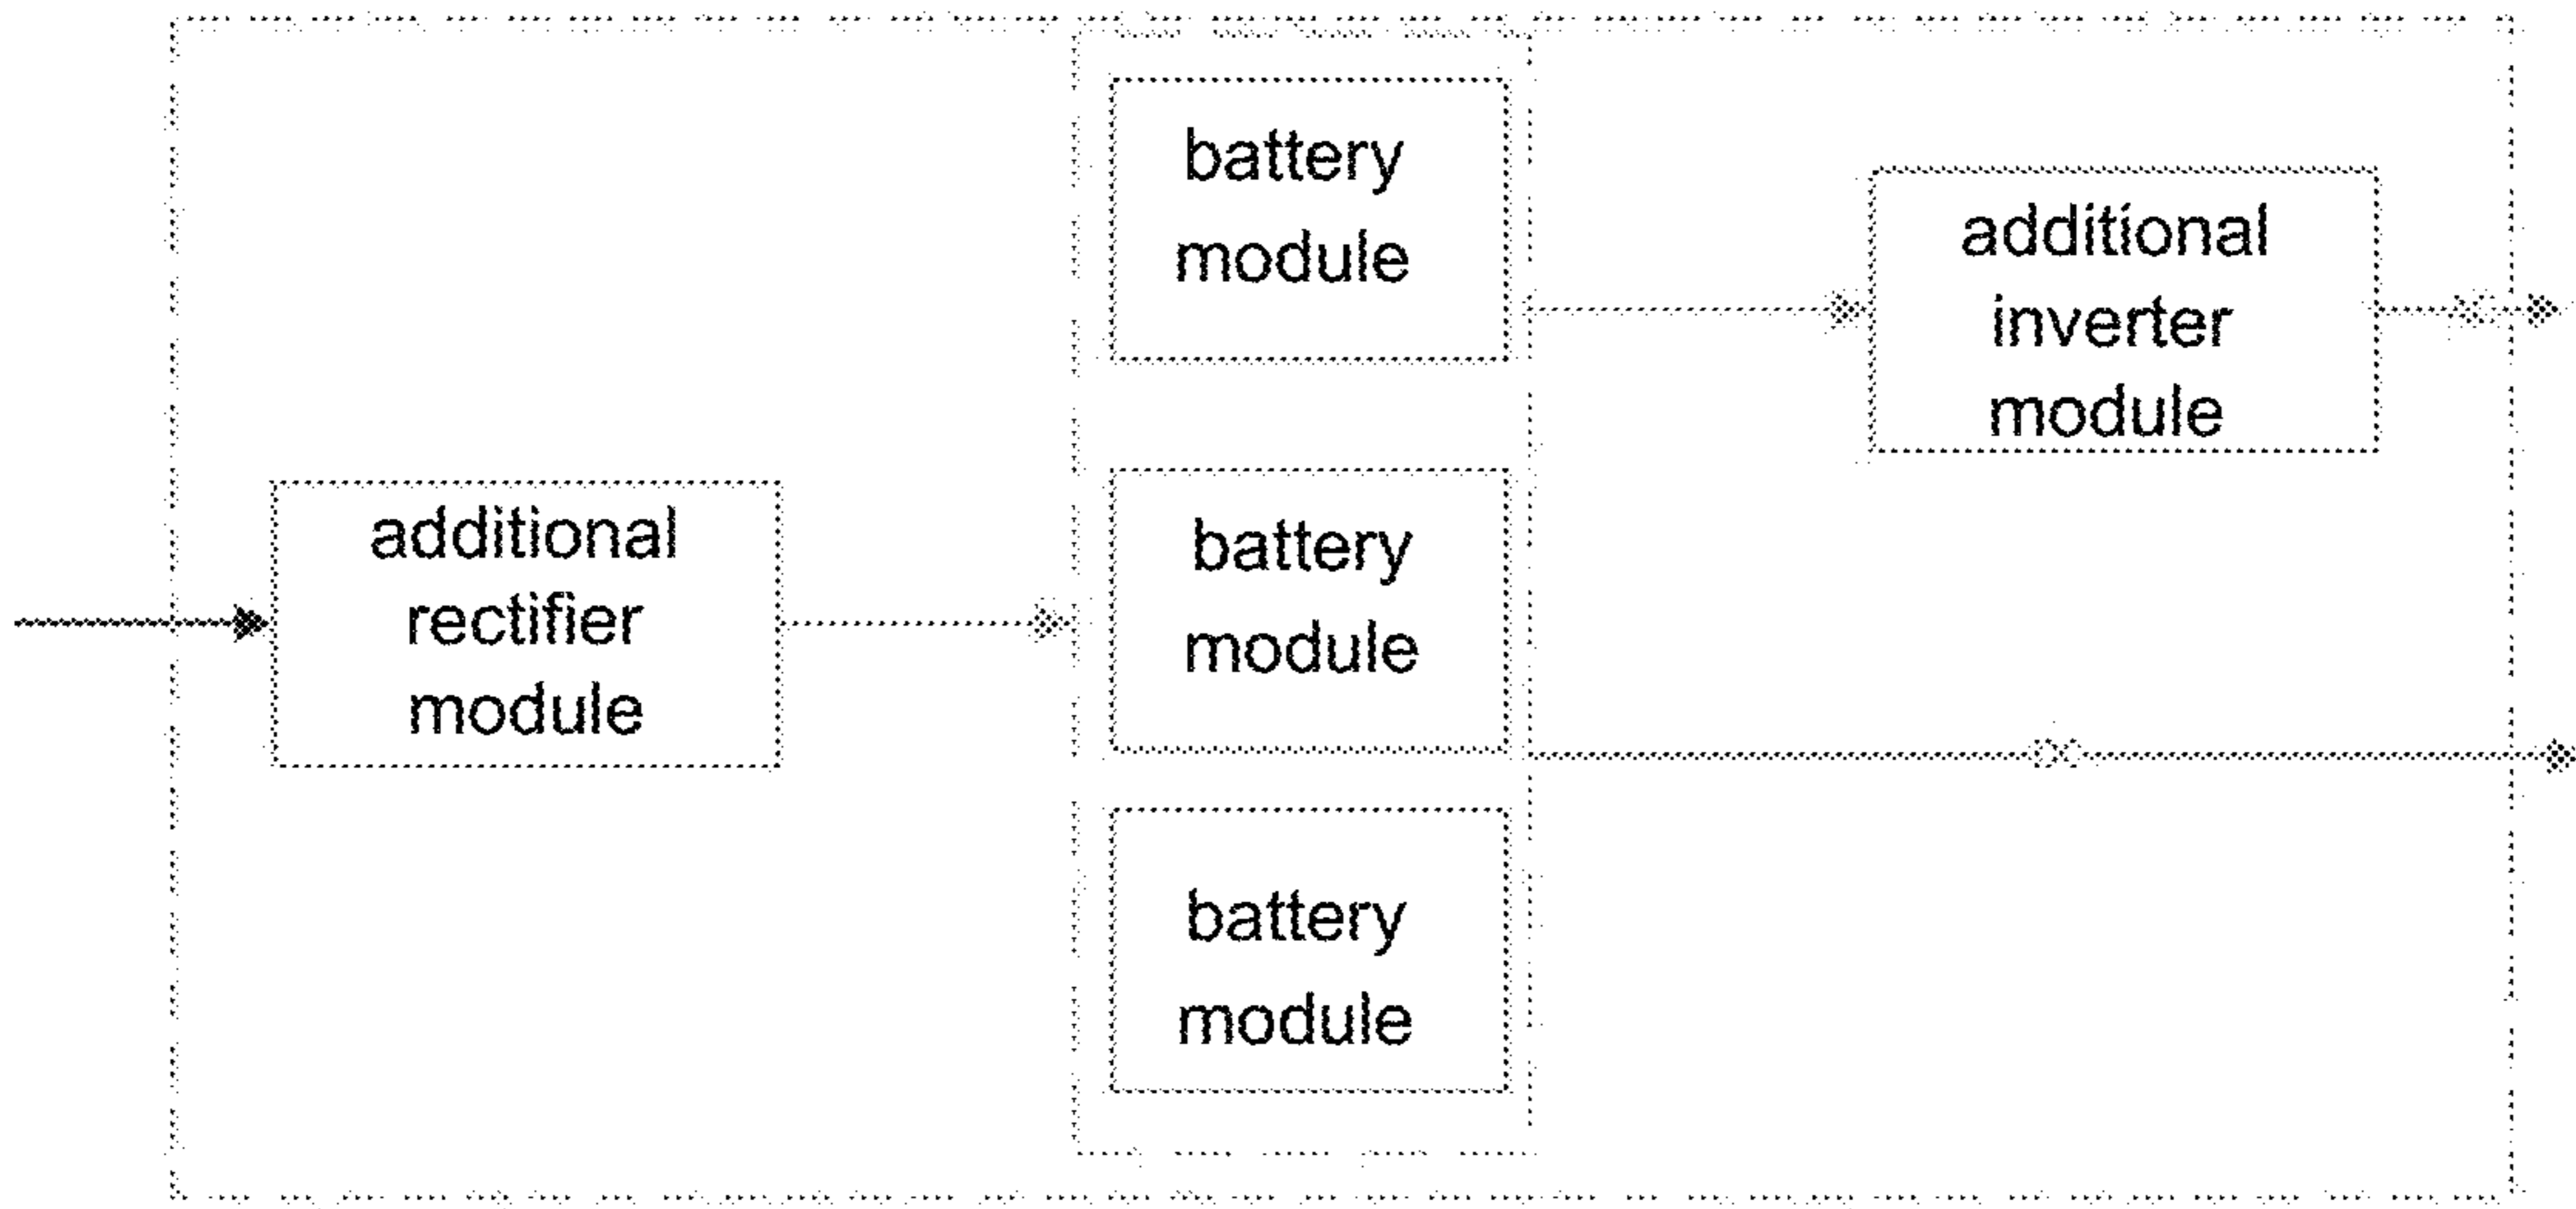 battery
module
additional
inverter
module
additional
rectifier
module
battery
module
battery
module